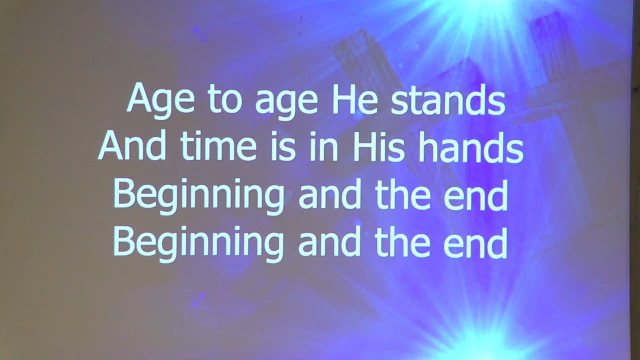 Age to age He stands
And time is in His hands
Beginning and the end
Beginning and the end